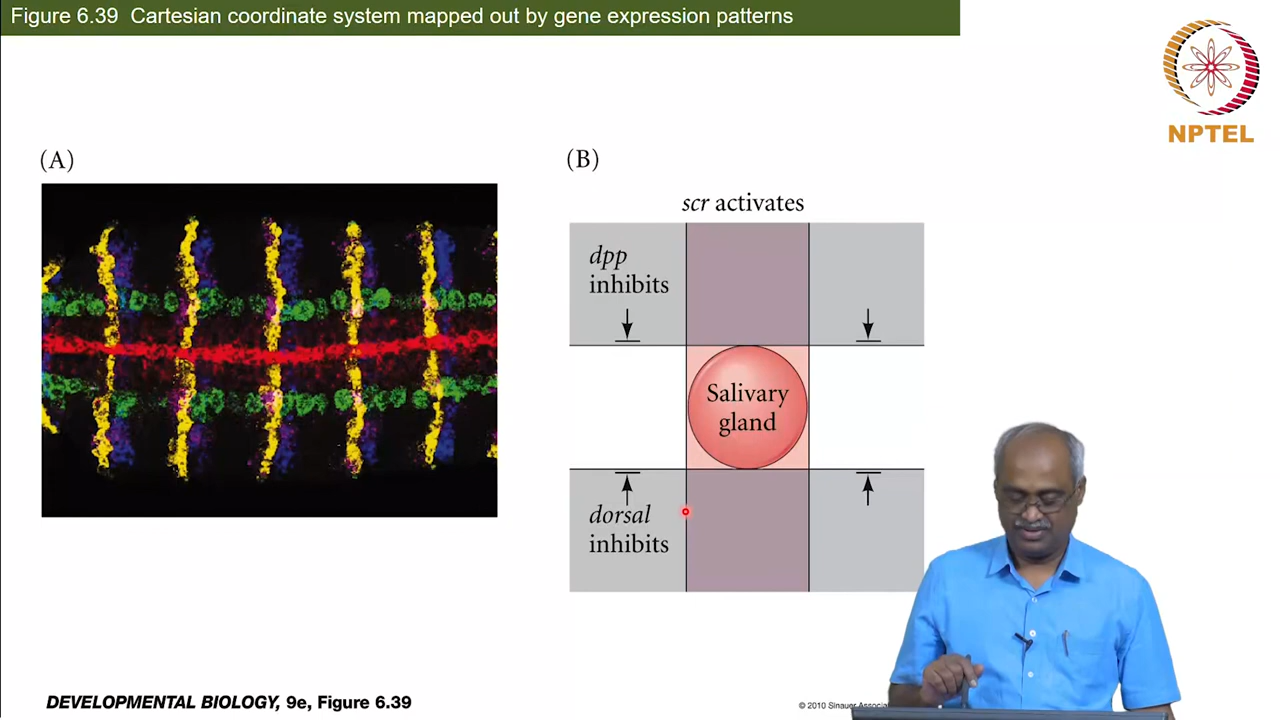 Figure 6.39 Cartesian coordinate system mapped out by gene expression patterns
NPTEL
(A)
(B)
scr activates
dpp
inhibits
Salivary
gland
dorsal
inhibits
DEVELOPMENTAL BIOLOGY, 9e, Figure 6.39
© 2010 Sinauer